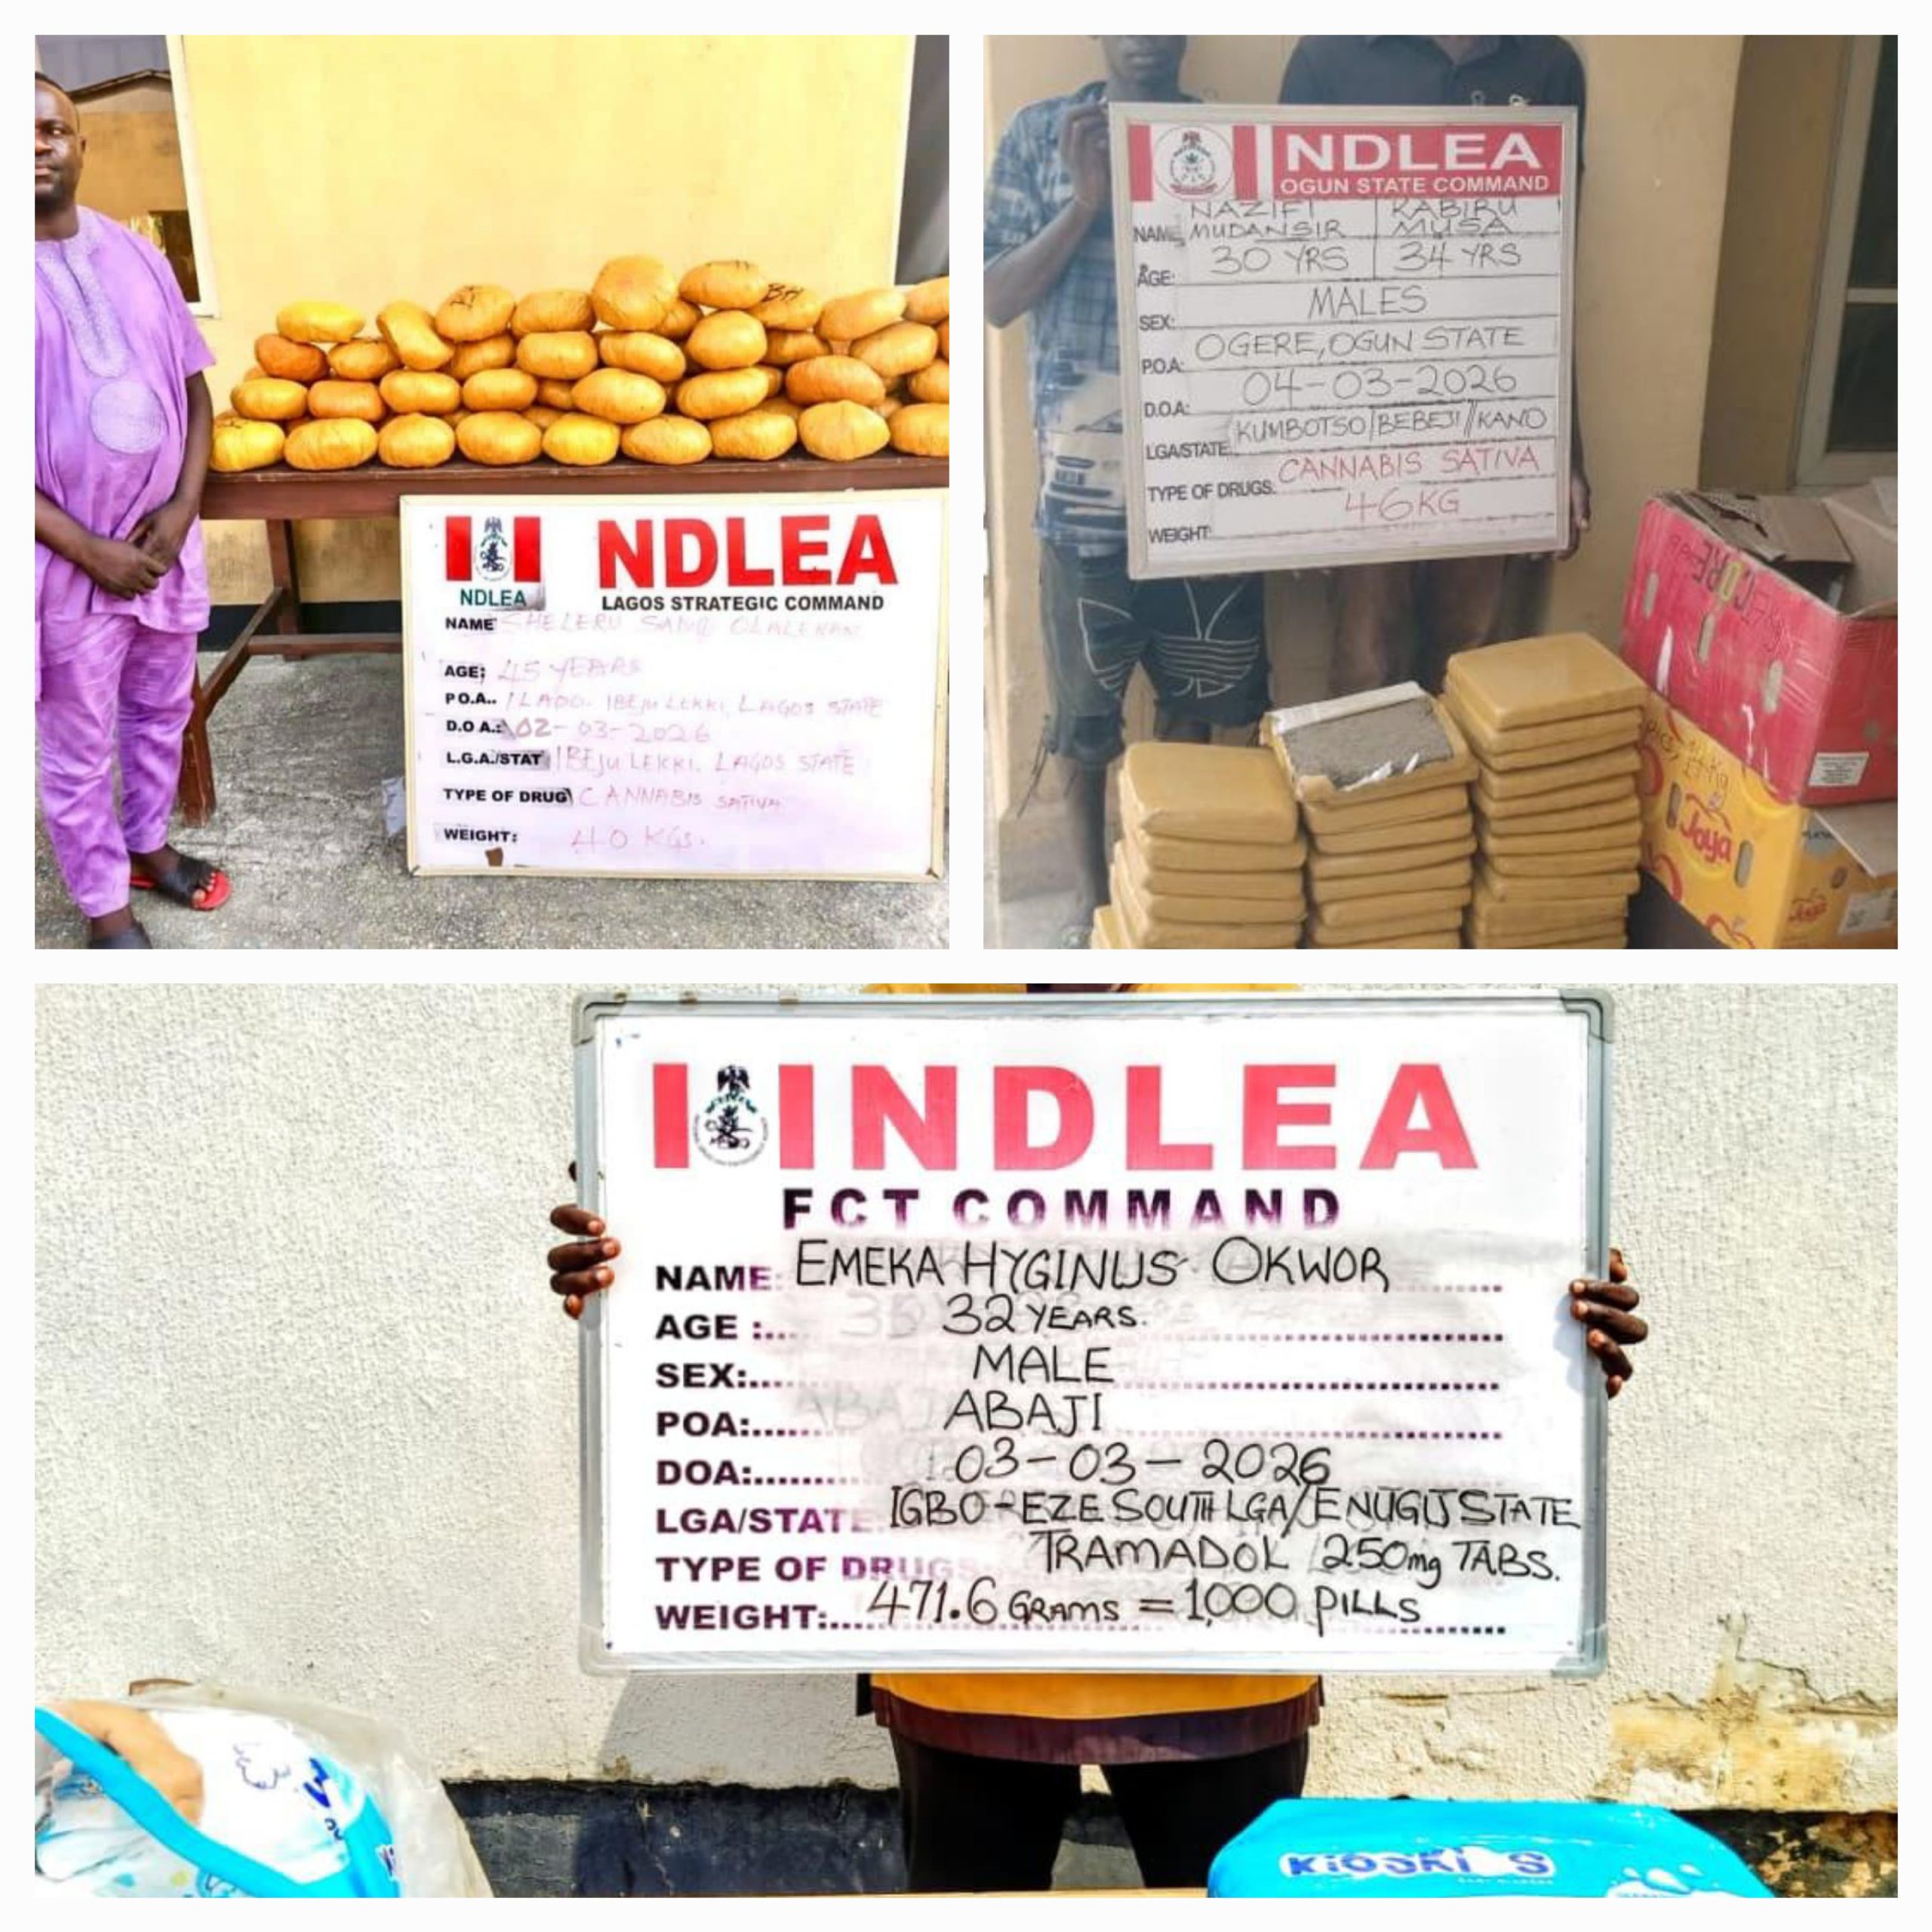 NDLEA
NDLEA
LAGOS STRATEGIC COMMAND
NAME SHELERU
AGE; 45 YEARS
P.O.A.. ILADO. IBEJU LEKKI, LAGOS STATE
D.O A.: 02-03-2026
L.G.A./STAT IBEJU LEKKI. LAGOS STATE
TYPE OF DRUG CANNABIS SATIVA
WEIGHT: 40 KGs.
BH
NDLEA
OGUN STATE COMMAND
NAZIFI KABIRU
NAME MUDANSIR MUSA
AGE: 30 YRS 34 YRS
SEX: MALES
P.O.A: OGERE, OGUN STATE
D.O.A: 04-03-2026
LGA/STATE KUMBOTSO/BEBEJI//KANO
TYPE OF DRUGS. CANNABIS SATIVA
WEIGHT: 46KG
14kg
Joya
NDLEA
FCT COMMAND
NAME: EMEKA HYGINUS OKWOR
AGE :.... 32 YEARS.
SEX:.... MALE
POA:.... ABAJI
DOA:.... 03-03-2026
LGA/STATE IGBO-EZE SOUTH LGA/ENUGU STATE
TYPE OF DRUGS TRAMADOL 250mg TABS.
WEIGHT:.... 471.6 GRAMS = 1,000 PILLS